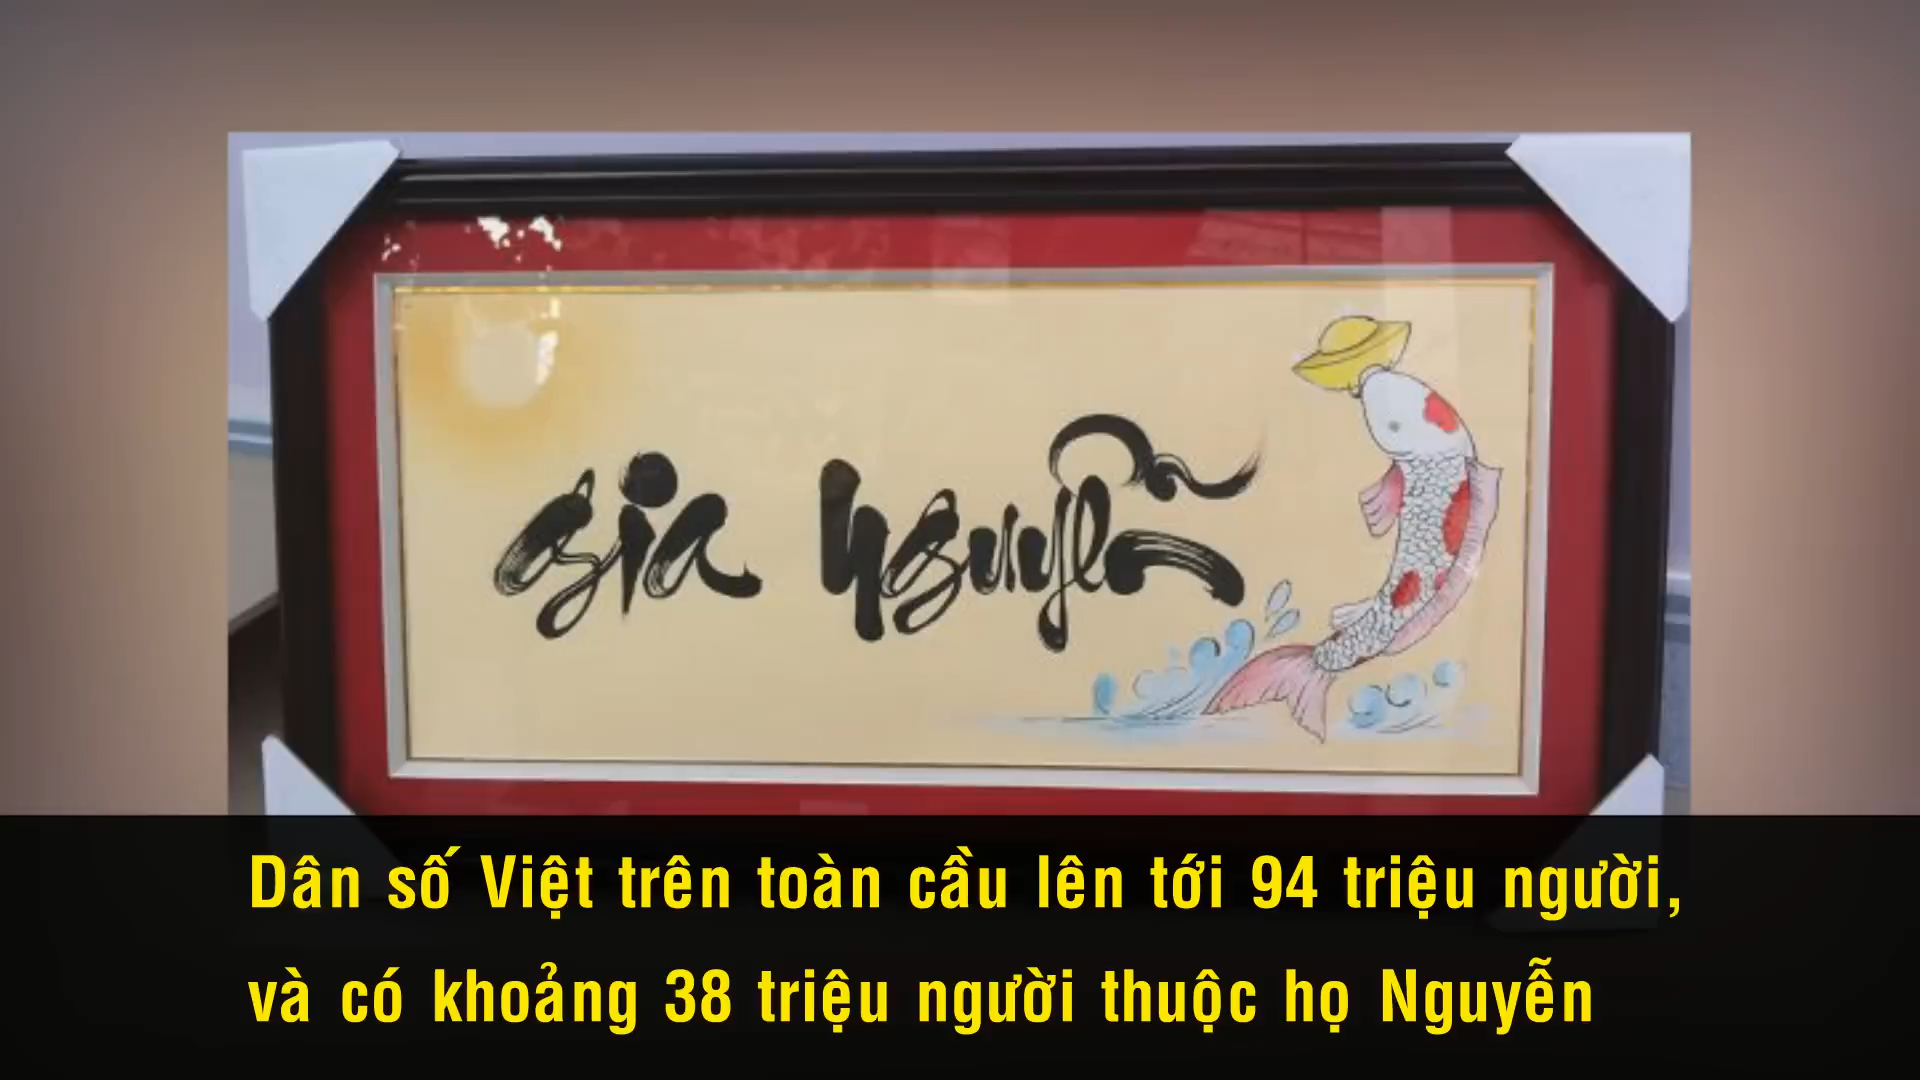 Gia Nguyễn
Dân số Việt trên toàn cầu lên tới 94 triệu người,
và có khoảng 38 triệu người thuộc họ Nguyễn